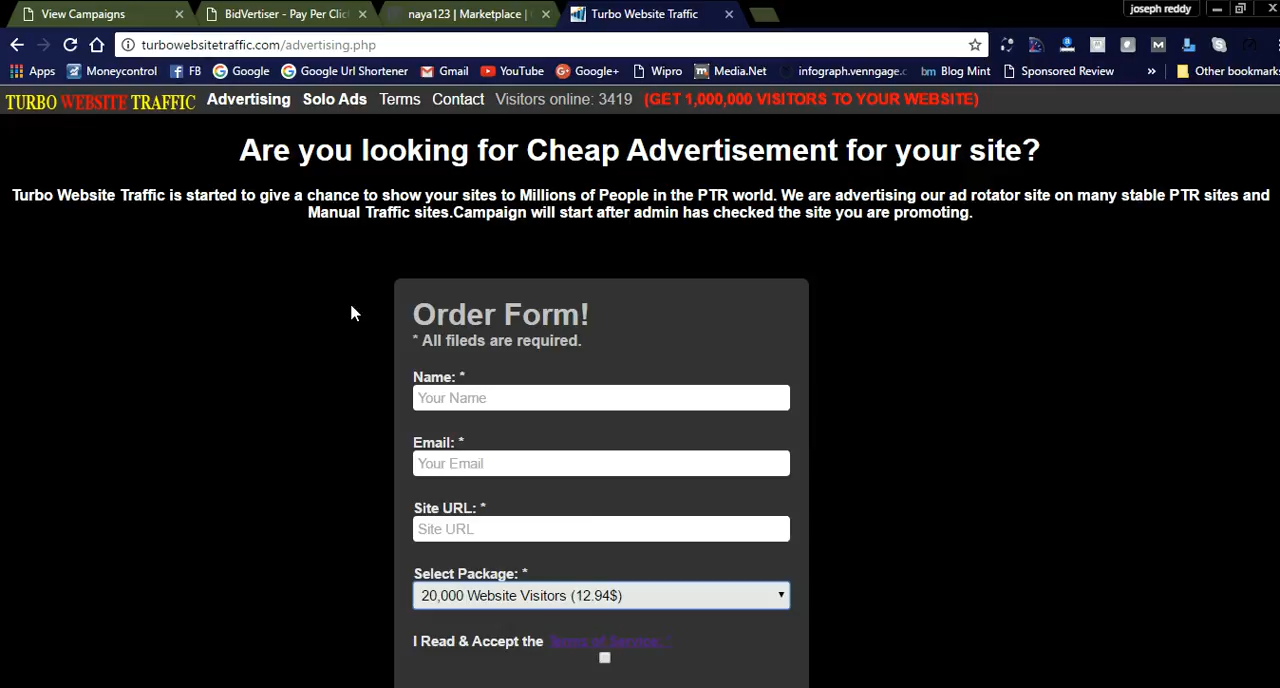 joseph reddy
View Campaigns
BidVertiser - Pay Per Clic
naya123 | Marketplace |
Turbo Website Traffic
turbowebsitetraffic.com/advertising.php
Apps Moneycontrol FB Google Google Url Shortener Gmail YouTube Google+ Wipro Media.Net infograph.venngage.c bm Blog Mint Sponsored Review » Other bookmarks
TURBO WEBSITE TRAFFIC Advertising Solo Ads Terms Contact Visitors online: 3419 (GET 1,000,000 VISITORS TO YOUR WEBSITE)
Are you looking for Cheap Advertisement for your site?
Turbo Website Traffic is started to give a chance to show your sites to Millions of People in the PTR world. We are advertising our ad rotator site on many stable PTR sites and
Manual Traffic sites.Campaign will start after admin has checked the site you are promoting.
Order Form!
* All fileds are required.
Name: *
Your Name
Email: *
Your Email
Site URL: *
Site URL
Select Package: *
20,000 Website Visitors (12.94$)
I Read & Accept the Terms of Service: *